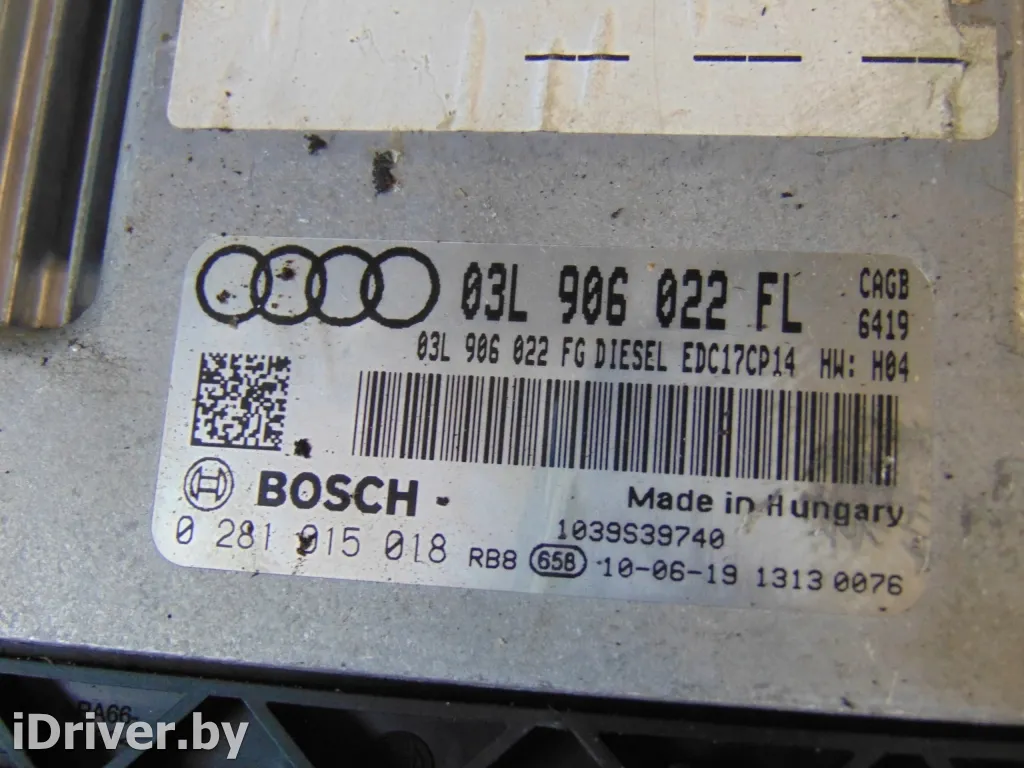 03L 906 022 FL CAGB
6419
03L 906 022 FG DIESEL EDC17CP14 HW: H04
BOSCH
Made in Hungary
1039S39740
0 281 015 018 RB8 658 10-06-19 1313 0076
PA66
iDriver.by